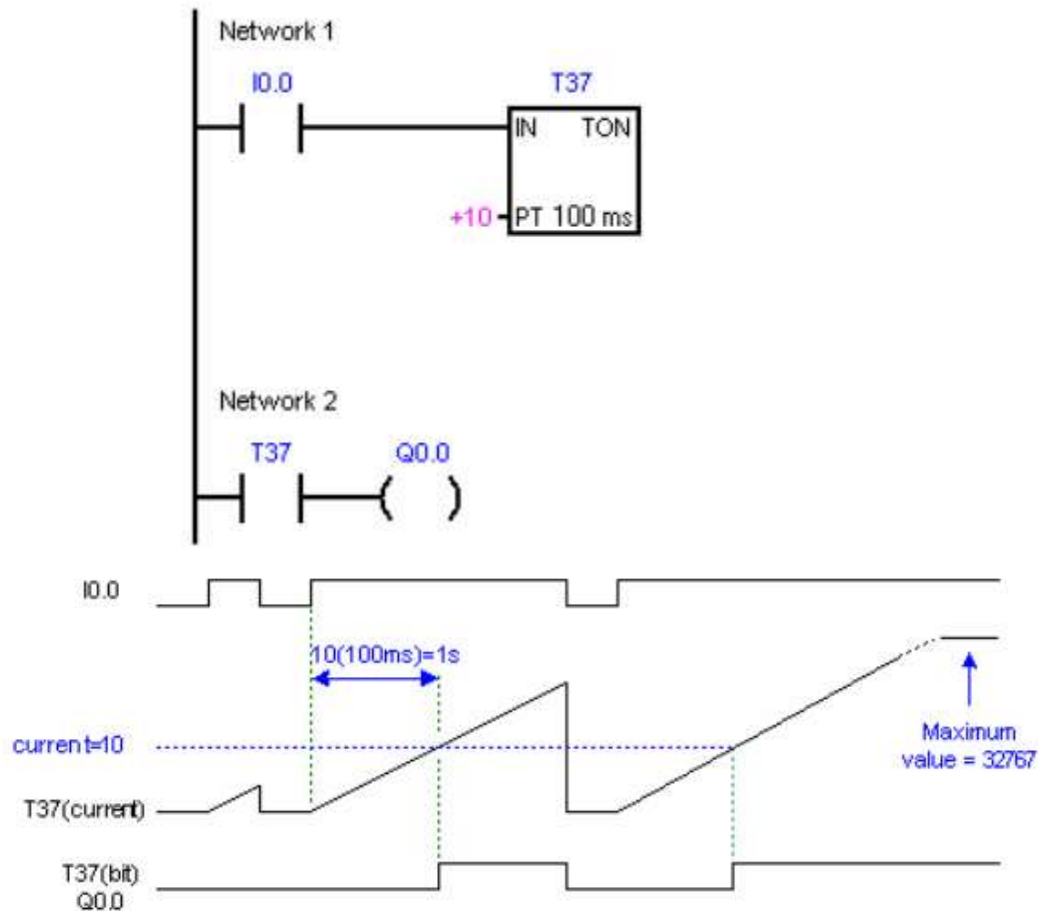 Network 1
I0.0
T37
IN TON
+10 PT 100 ms
Network 2
T37 Q0.0
I0.0
10(100ms)=1s
current=10
Maximum
value = 32767
T37(current)
T37(bit)
Q0.0